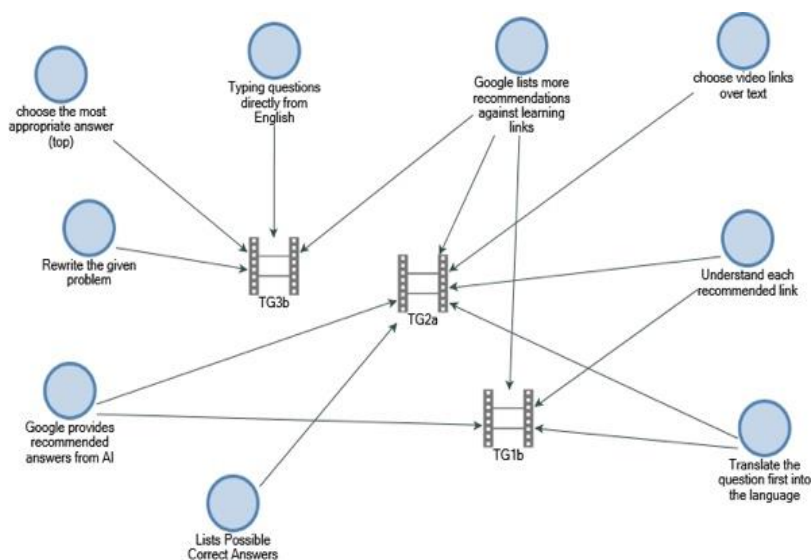 choose the most
appropriate answer
(top)
Typing questions
directly from
English
Google lists more
recommendations
against learning
links
choose video links
over text
Rewrite the given
problem
TG3b
TG2a
Understand each
recommended link
Google provides
recommended
answers from AI
TG1b
Translate the
question first into
the language
Lists Possible
Correct Answers